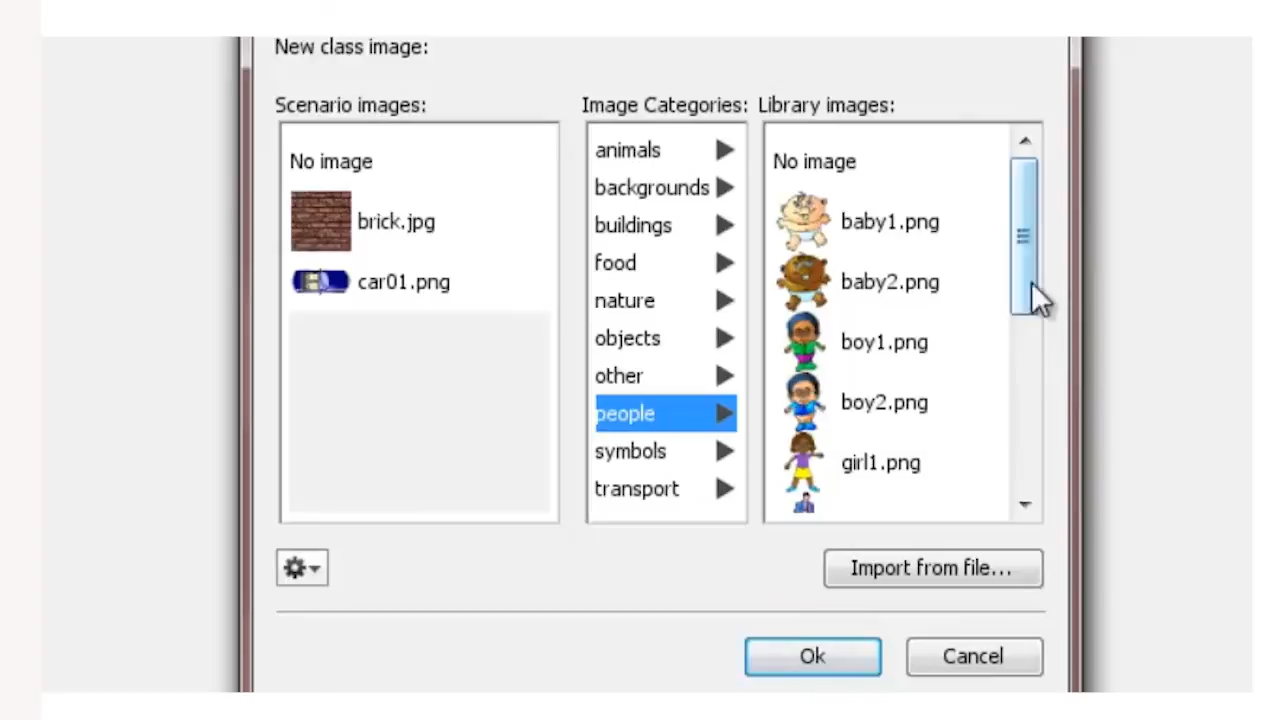 New class image:
Scenario images:
No image
brick.jpg
car01.png
Image Categories:
animals
backgrounds
buildings
food
nature
objects
other
people
symbols
transport
Library images:
No image
baby1.png
baby2.png
boy1.png
boy2.png
girl1.png
Import from file...
Ok
Cancel